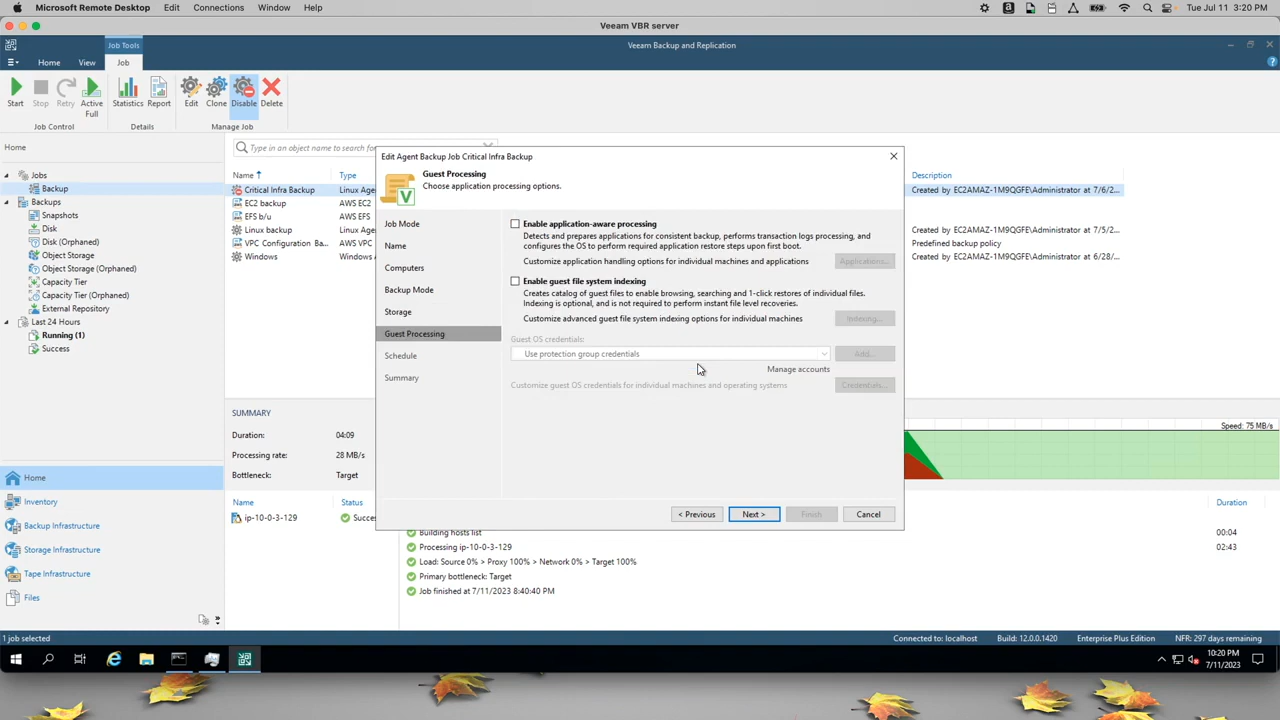 Microsoft Remote Desktop Edit Connections Window Help
Tue Jul 11 3:20 PM
Veeam VBR server
Job Tools
Veeam Backup and Replication
Home View Job
Start Stop Retry Active Full Statistics Report Edit Clone Disable Delete
Job Control Details Manage Job
Home
Type in an object name to search for
Jobs
Backup
Backups
Snapshots
Disk
Disk (Orphaned)
Object Storage
Object Storage (Orphaned)
Capacity Tier
Capacity Tier (Orphaned)
External Repository
Last 24 Hours
Running (1)
Success
Name Type Description
Critical Infra Backup Linux Age Created by EC2AMAZ-1M9QGFE\Administrator at 7/6/2...
EC2 backup AWS EC2
EFS b/u AWS EF
Linux backup Linux Age Created by EC2AMAZ-1M9QGFE\Administrator at 7/5/2...
VPC Configuration Ba... AWS VP Predefined backup policy
Windows Created by EC2AMAZ-1M9QGFE\Administrator at 6/28/...
Edit Agent Backup Job Critical Infra Backup
Guest Processing
Choose application processing options.
Job Mode
Name
Computers
Backup Mode
Storage
Guest Processing
Schedule
Summary
Enable application-aware processing
Detects and prepares applications for consistent backup, performs transaction logs processing, and
configures the OS to perform required application restore steps upon first boot.
Customize application handling options for individual machines and applications Applications...
Enable guest file system indexing
Creates catalog of guest files to enable browsing, searching and 1-click restores of individual files.
Indexing is optional, and is not required to perform instant file level recoveries.
Customize advanced guest file system indexing options for individual machines Indexing...
Guest OS credentials:
Use protection group credentials Add...
Manage accounts
Customize guest OS credentials for individual machines and operating systems Credentials...
< Previous Next > Finish Cancel
SUMMARY
Duration: 04:09
Processing rate: 28 MB/s
Bottleneck: Target
Speed: 75 MB/s
Name Status Duration
ip-10-0-3-129 Succe
Building hosts list 00:04
Processing ip-10-0-3-129 02:43
Load: Source 0% > Proxy 100% > Network 0% > Target 100%
Primary bottleneck: Target
Job finished at 7/11/2023 8:40:40 PM
Home
Inventory
Backup Infrastructure
Storage Infrastructure
Tape Infrastructure
Files
1 job selected
Connected to: localhost Build: 12.0.0.1420 Enterprise Plus Edition NFR: 297 days remaining
10:20 PM
7/11/2023